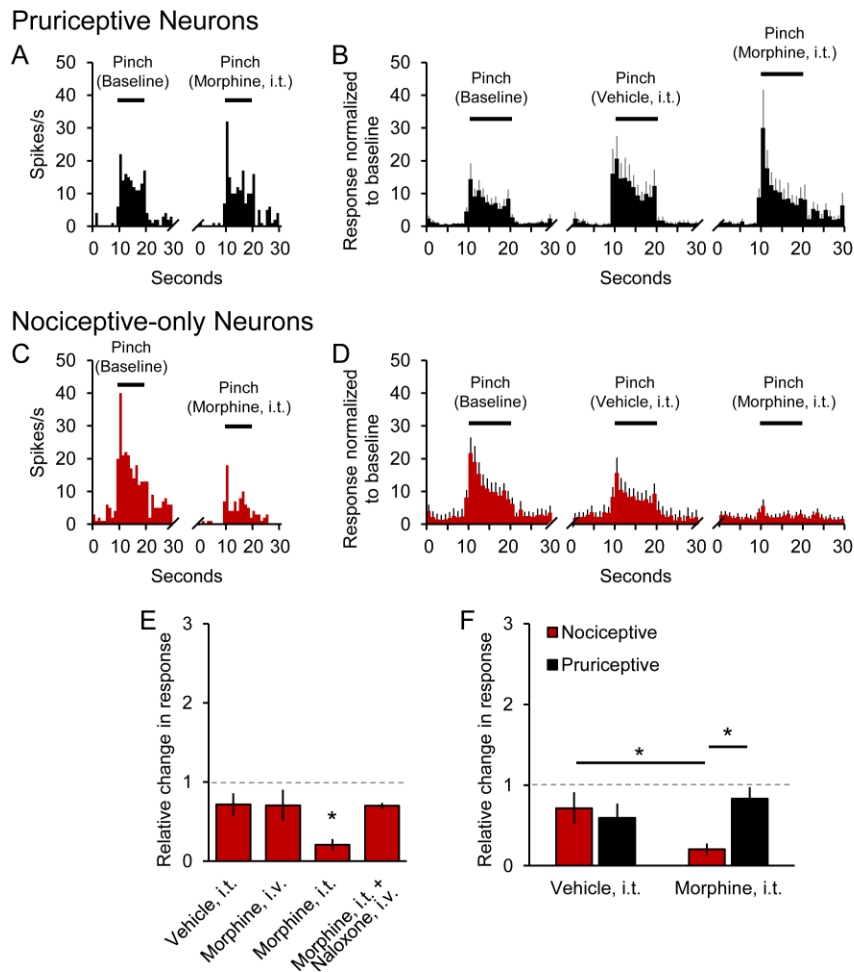 Pruriceptive Neurons
A
Pinch
(Baseline)
Pinch
(Morphine, i.t.)
Spikes/s
50
40
30
20
10
0
0 10 20 30
0 10 20 30
Seconds
B
Pinch
(Baseline)
Pinch
(Vehicle, i.t.)
Pinch
(Morphine, i.t.)
Response normalized
to baseline
50
40
30
20
10
0
0 10 20 30
0 10 20 30
0 10 20 30
Seconds
Nociceptive-only Neurons
C
Pinch
(Baseline)
Pinch
(Morphine, i.t.)
Spikes/s
50
40
30
20
10
0
0 10 20 30
0 10 20 30
Seconds
D
Pinch
(Baseline)
Pinch
(Vehicle, i.t.)
Pinch
(Morphine, i.t.)
Response normalized
to baseline
50
40
30
20
10
0
0 10 20 30
0 10 20 30
0 10 20 30
Seconds
E
Relative change in response
3
2
1
0
*
Vehicle, i.t.
Morphine, i.v.
Morphine, i.t.
Morphine, i.t. +
Naloxone, i.v.
F
Relative change in response
3
2
1
0
Nociceptive
Pruriceptive
*
*
Vehicle, i.t.
Morphine, i.t.